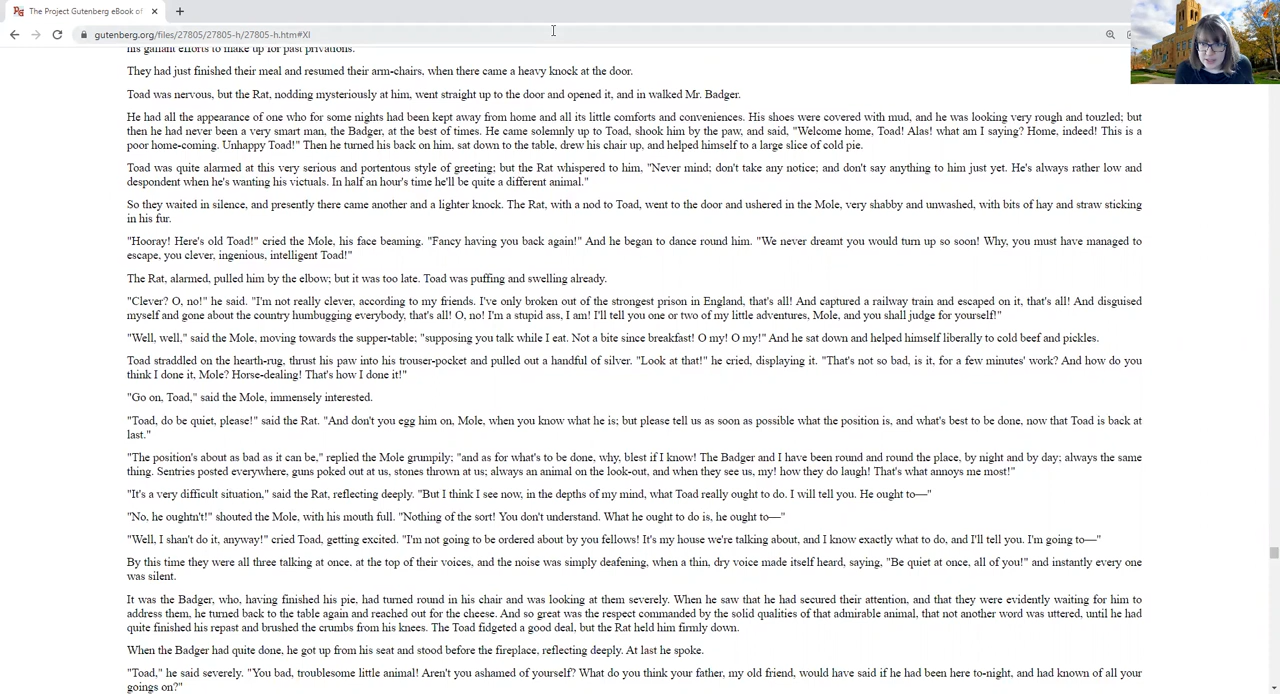 The Project Gutenberg eBook of
gutenberg.org/files/27805/27805-h/27805-h.htm#XI
his gallant efforts to make up for past privations.
They had just finished their meal and resumed their arm-chairs, when there came a heavy knock at the door.
Toad was nervous, but the Rat, nodding mysteriously at him, went straight up to the door and opened it, and in walked Mr. Badger.
He had all the appearance of one who for some nights had been kept away from home and all its little comforts and conveniences. His shoes were covered with mud, and he was looking very rough and touzled; but
then he had never been a very smart man, the Badger, at the best of times. He came solemnly up to Toad, shook him by the paw, and said, "Welcome home, Toad! Alas! what am I saying? Home, indeed! This is a
poor home-coming. Unhappy Toad!" Then he turned his back on him, sat down to the table, drew his chair up, and helped himself to a large slice of cold pie.
Toad was quite alarmed at this very serious and portentous style of greeting; but the Rat whispered to him, "Never mind; don't take any notice; and don't say anything to him just yet. He's always rather low and
despondent when he's wanting his victuals. In half an hour's time he'll be quite a different animal."
So they waited in silence, and presently there came another and a lighter knock. The Rat, with a nod to Toad, went to the door and ushered in the Mole, very shabby and unwashed, with bits of hay and straw sticking
in his fur.
"Hooray! Here's old Toad!" cried the Mole, his face beaming. "Fancy having you back again!" And he began to dance round him. "We never dreamt you would turn up so soon! Why, you must have managed to
escape, you clever, ingenious, intelligent Toad!"
The Rat, alarmed, pulled him by the elbow; but it was too late. Toad was puffing and swelling already.
"Clever? O, no!" he said. "I'm not really clever, according to my friends. I've only broken out of the strongest prison in England, that's all! And captured a railway train and escaped on it, that's all! And disguised
myself and gone about the country humbugging everybody, that's all! O, no! I'm a stupid ass, I am! I'll tell you one or two of my little adventures, Mole, and you shall judge for yourself!"
"Well, well," said the Mole, moving towards the supper-table; "supposing you talk while I eat. Not a bite since breakfast! O my! O my!" And he sat down and helped himself liberally to cold beef and pickles.
Toad straddled on the hearth-rug, thrust his paw into his trouser-pocket and pulled out a handful of silver. "Look at that!" he cried, displaying it. "That's not so bad, is it, for a few minutes' work? And how do you
think I done it, Mole? Horse-dealing! That's how I done it!"
"Go on, Toad," said the Mole, immensely interested.
"Toad, do be quiet, please!" said the Rat. "And don't you egg him on, Mole, when you know what he is; but please tell us as soon as possible what the position is, and what's best to be done, now that Toad is back at
last."
"The position's about as bad as it can be," replied the Mole grumpily; "and as for what's to be done, why, blest if I know! The Badger and I have been round and round the place, by night and by day; always the same
thing. Sentries posted everywhere, guns poked out at us, stones thrown at us; always an animal on the look-out, and when they see us, my! how they do laugh! That's what annoys me most!"
"It's a very difficult situation," said the Rat, reflecting deeply. "But I think I see now, in the depths of my mind, what Toad really ought to do. I will tell you. He ought to—"
"No, he oughtn't!" shouted the Mole, with his mouth full. "Nothing of the sort! You don't understand. What he ought to do is, he ought to—"
"Well, I shan't do it, anyway!" cried Toad, getting excited. "I'm not going to be ordered about by you fellows! It's my house we're talking about, and I know exactly what to do, and I'll tell you. I'm going to—"
By this time they were all three talking at once, at the top of their voices, and the noise was simply deafening, when a thin, dry voice made itself heard, saying, "Be quiet at once, all of you!" and instantly every one
was silent.
It was the Badger, who, having finished his pie, had turned round in his chair and was looking at them severely. When he saw that he had secured their attention, and that they were evidently waiting for him to
address them, he turned back to the table again and reached out for the cheese. And so great was the respect commanded by the solid qualities of that admirable animal, that not another word was uttered, until he had
quite finished his repast and brushed the crumbs from his knees. The Toad fidgeted a good deal, but the Rat held him firmly down.
When the Badger had quite done, he got up from his seat and stood before the fireplace, reflecting deeply. At last he spoke.
"Toad," he said severely. "You bad, troublesome little animal! Aren't you ashamed of yourself? What do you think your father, my old friend, would have said if he had been here to-night, and had known of all your
goings on?"